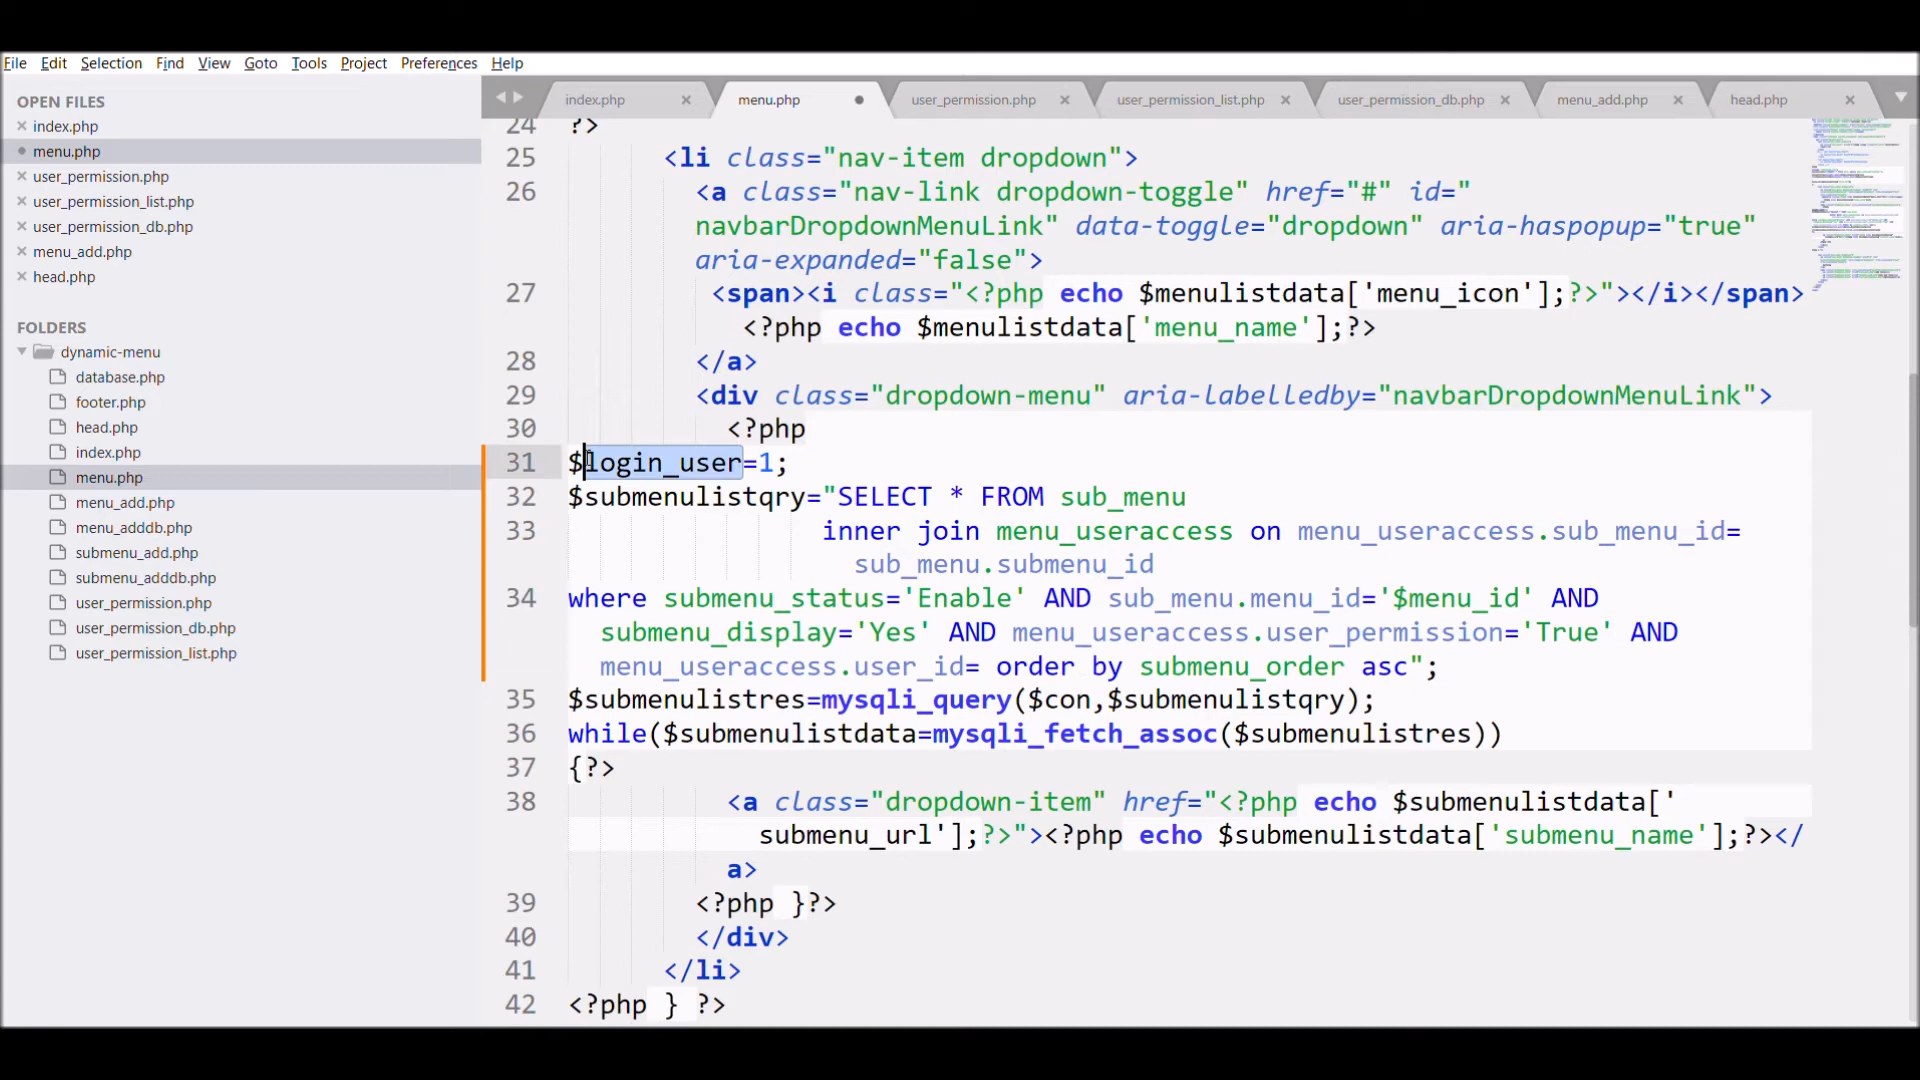 File Edit Selection Find View Goto Tools Project Preferences Help
OPEN FILES
index.php
menu.php
user_permission.php
user_permission_list.php
user_permission_db.php
menu_add.php
head.php
FOLDERS
dynamic-menu
database.php
footer.php
head.php
index.php
menu.php
menu_add.php
menu_adddb.php
submenu_add.php
submenu_adddb.php
user_permission.php
user_permission_db.php
user_permission_list.php
index.php menu.php user_permission.php user_permission_list.php user_permission_db.php menu_add.php head.php
24 ?>
25 <li class="nav-item dropdown">
26 <a class="nav-link dropdown-toggle" href="#" id="
navbarDropdownMenuLink" data-toggle="dropdown" aria-haspopup="true"
aria-expanded="false">
27 <span><i class="<?php echo $menulistdata['menu_icon'];?>"></i></span>
<?php echo $menulistdata['menu_name'];?>
28 </a>
29 <div class="dropdown-menu" aria-labelledby="navbarDropdownMenuLink">
30 <?php
31 $login_user=1;
32 $submenulistqry="SELECT * FROM sub_menu
33 inner join menu_useraccess on menu_useraccess.sub_menu_id=
sub_menu.submenu_id
34 where submenu_status='Enable' AND sub_menu.menu_id='$menu_id' AND
submenu_display='Yes' AND menu_useraccess.user_permission='True' AND
menu_useraccess.user_id= order by submenu_order asc";
35 $submenulistres=mysqli_query($con,$submenulistqry);
36 while($submenulistdata=mysqli_fetch_assoc($submenulistres))
37 {?>
38 <a class="dropdown-item" href="<?php echo $submenulistdata['
submenu_url'];?>"><?php echo $submenulistdata['submenu_name'];?></
a>
39 <?php }?>
40 </div>
41 </li>
42 <?php } ?>